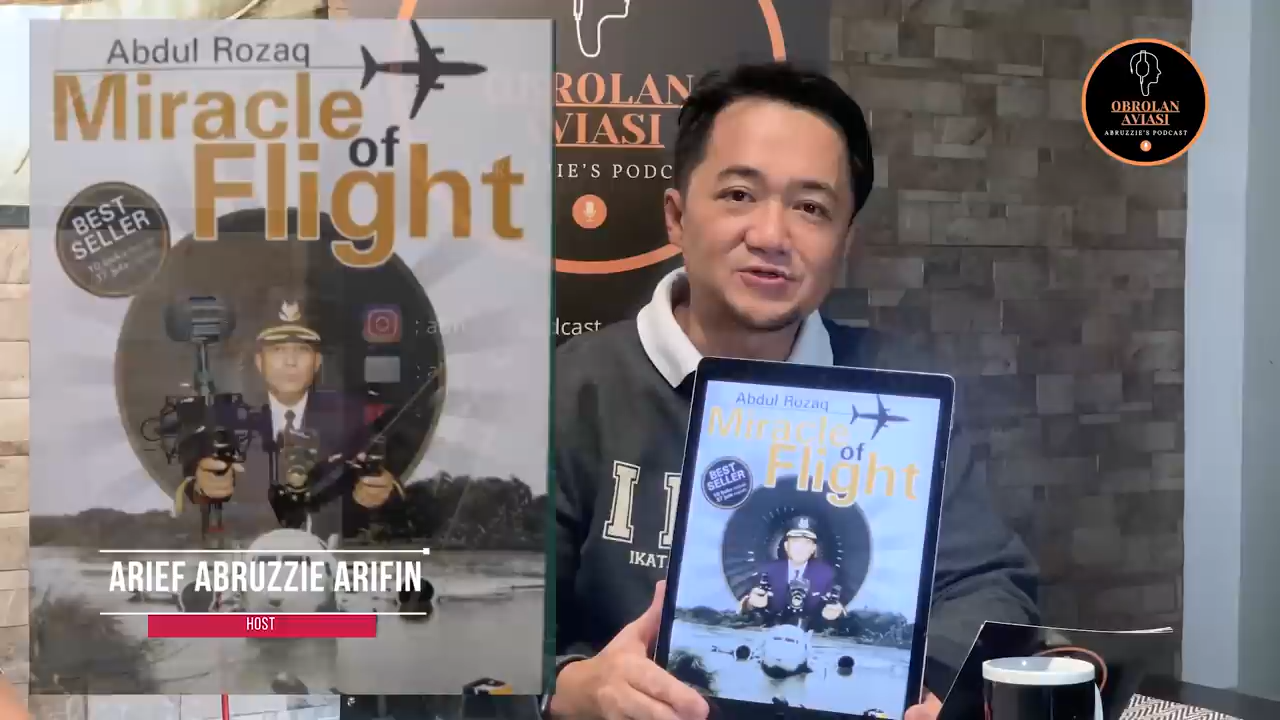 Abdul Rozaq
Miracle
of
Flight
BEST
SELLER
ARIEF ABRUZZIE ARIFIN
HOST
ROLAN
VIASI
IE'S PODC
dcast
OBROLAN
AVIASI
ABRUZZIE'S PODCAST
IKAT
Abdul Rozaq
Miracle
of
Flight
BEST
SELLER